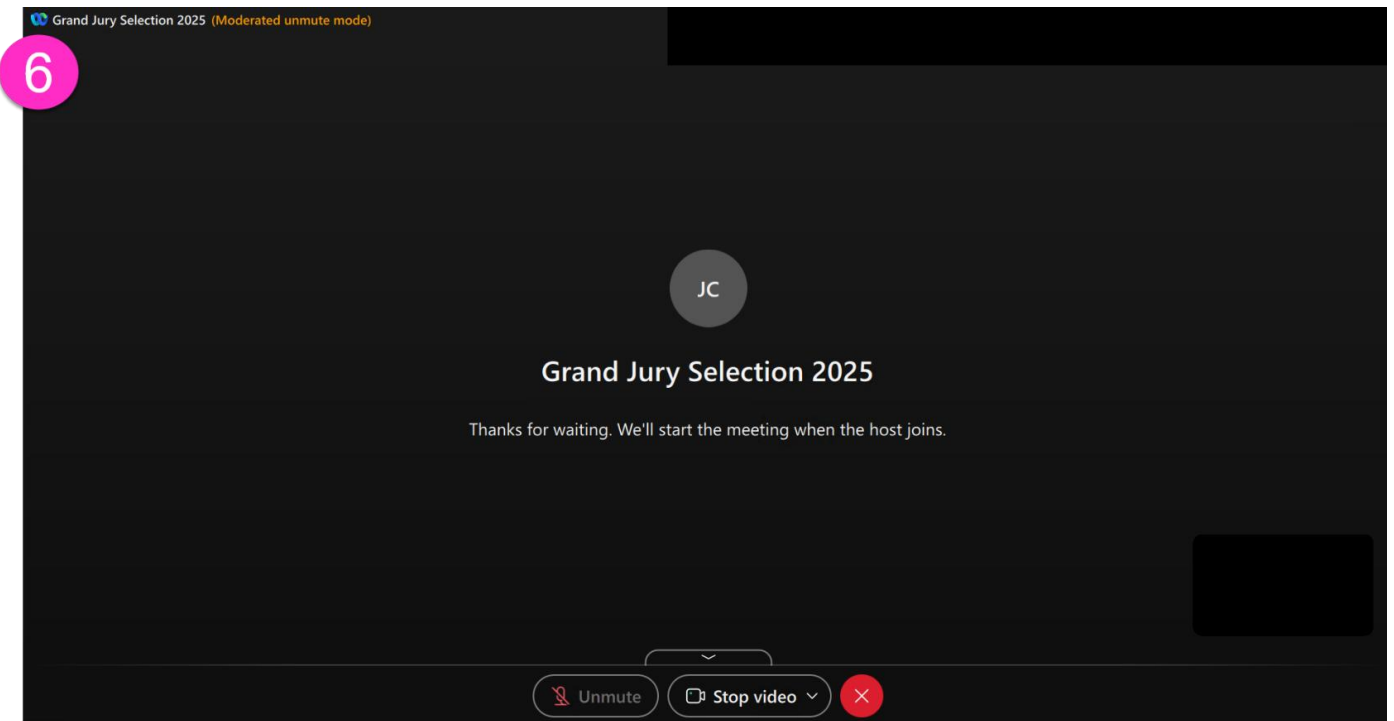 Grand Jury Selection 2025 (Moderated unmute mode)
6
JC
Grand Jury Selection 2025
Thanks for waiting. We'll start the meeting when the host joins.
Unmute Stop video